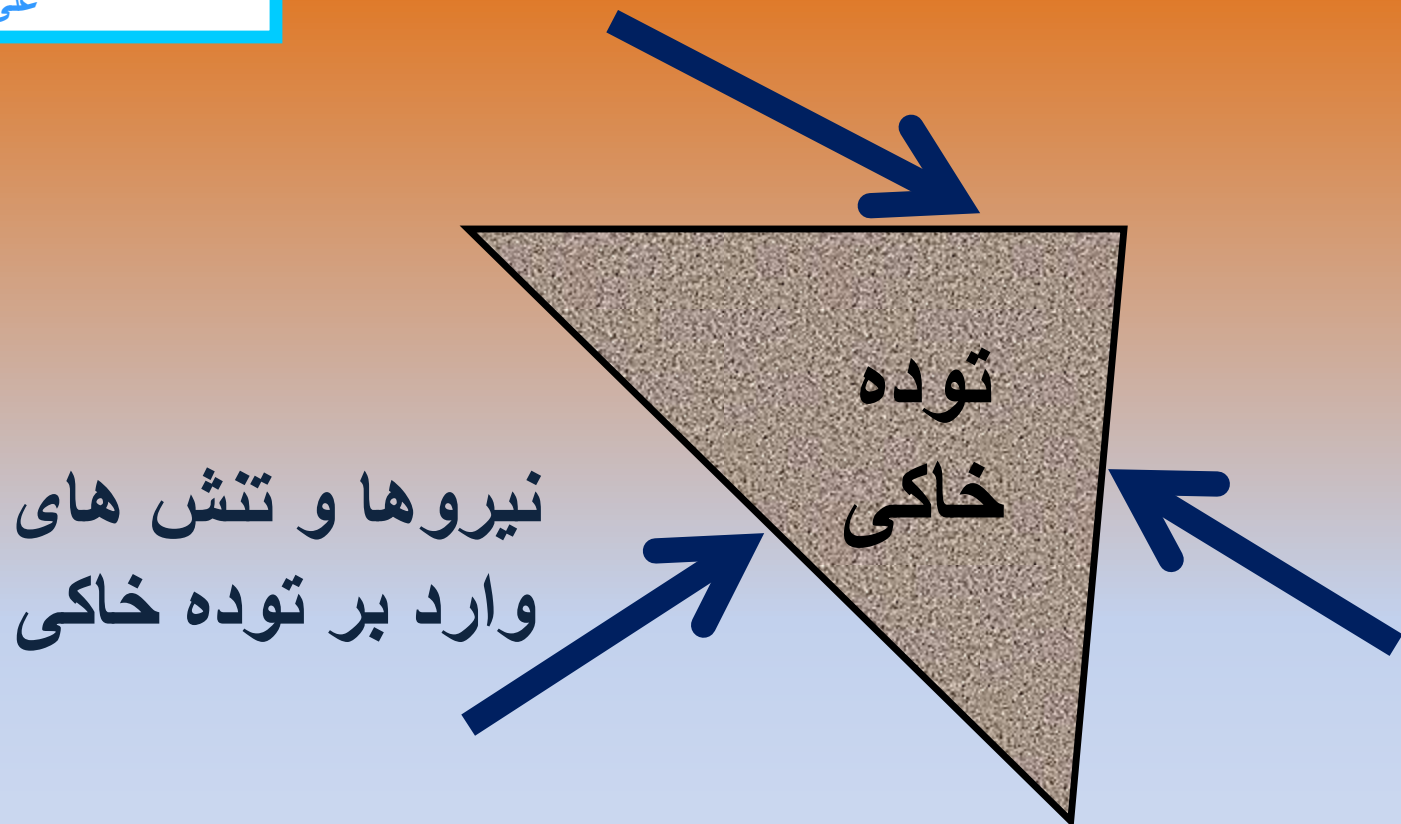 توده
خاکی
نیروها و تنش های
وارد بر توده خاکی